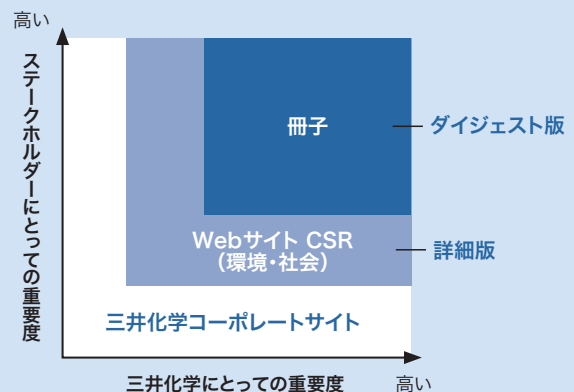 高い
ステークホルダーにとっての重要度
冊子
ダイジェスト版
Webサイト CSR
（環境・社会）
詳細版
三井化学コーポレートサイト
三井化学にとっての重要度
高い